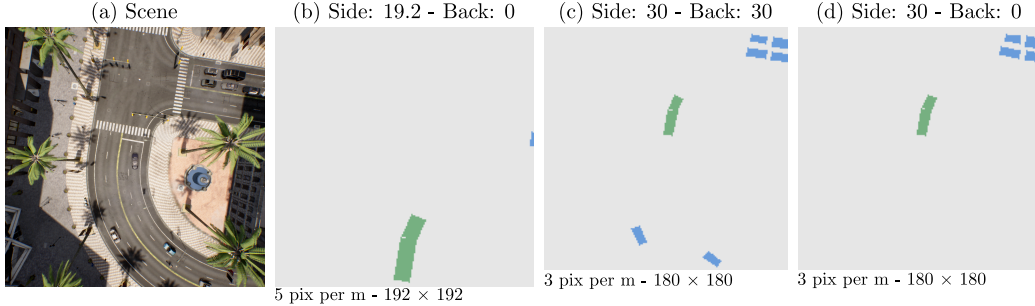 (a) Scene
(b) Side: 19.2 - Back: 0
(c) Side: 30 - Back: 30
(d) Side: 30 - Back: 0
5 pix per m - 192 × 192
3 pix per m - 180 × 180
3 pix per m - 180 × 180